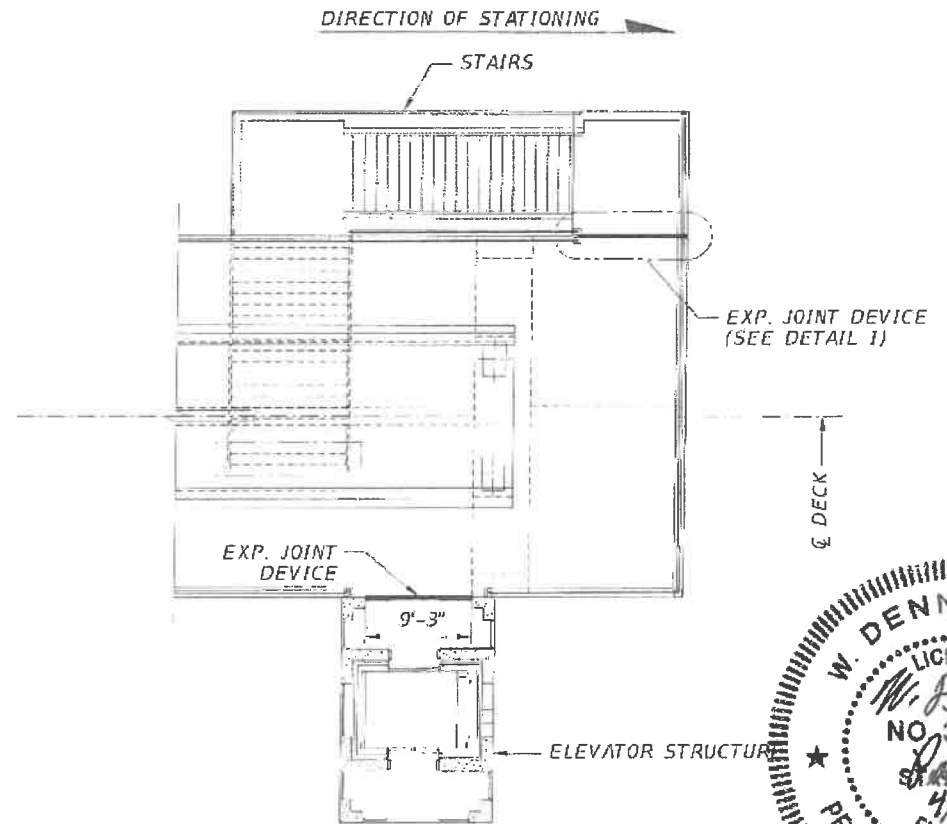 DIRECTION OF STATIONING
STAIRS
EXP. JOINT DEVICE
(SEE DETAIL 1)
℄ DECK
EXP. JOINT
DEVICE
9'-3"
ELEVATOR STRUCTURE
W. DENN
LICE
NO